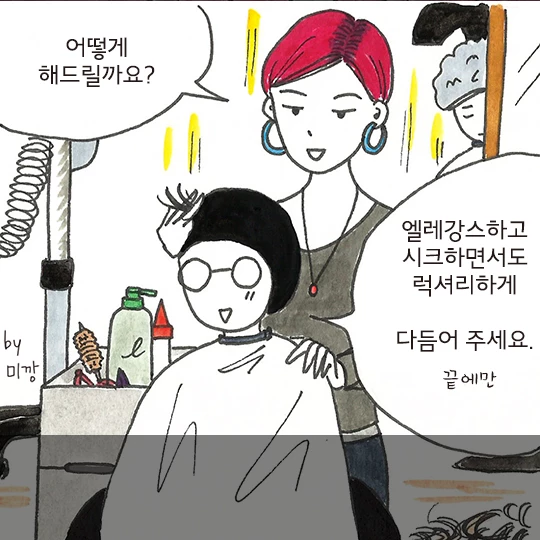 어떻게
해드릴까요?
엘레강스하고
시크하면서도
럭셔리하게
다듬어 주세요.
끝에만
by
미깡
e